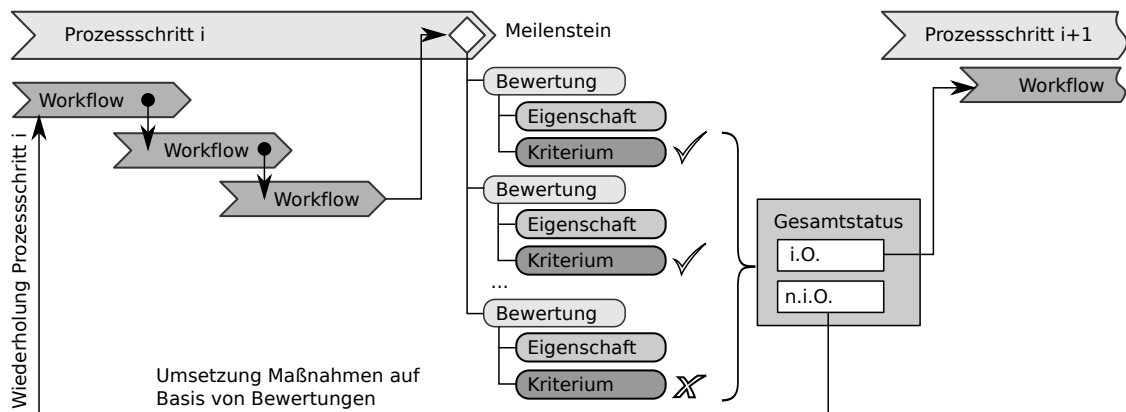 Prozessschritt i
Meilenstein
Prozessschritt i+1
Workflow
Workflow
Workflow
Workflow
Wiederholung Prozessschritt i
Bewertung
Eigenschaft
Kriterium
Bewertung
Eigenschaft
Kriterium
...
Bewertung
Eigenschaft
Kriterium
Gesamtstatus
i.O.
n.i.O.
Umsetzung Maßnahmen auf
Basis von Bewertungen